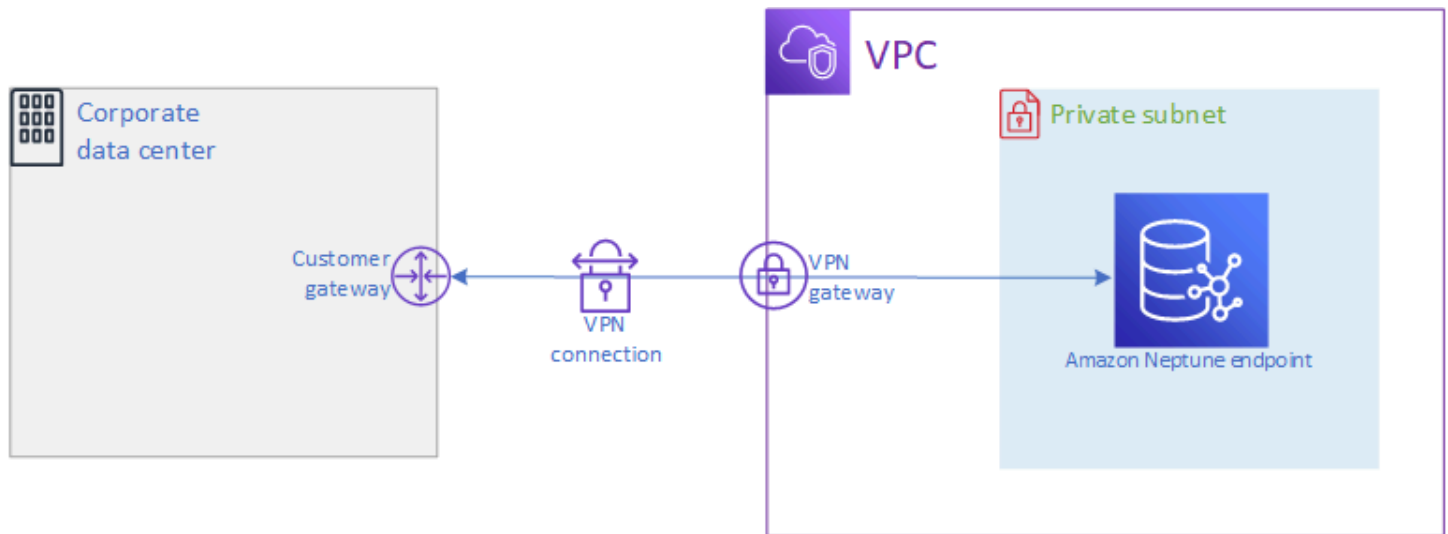 VPC
Corporate
data center
Private subnet
Customer
gateway
VPN
connection
VPN
gateway
Amazon Neptune endpoint